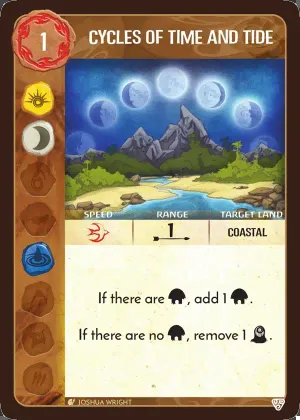 1
CYCLES OF TIME AND TIDE
SPEED RANGE TARGET LAND
1 COASTAL
If there are , add 1 .
If there are no , remove 1 .
JOSHUA WRIGHT